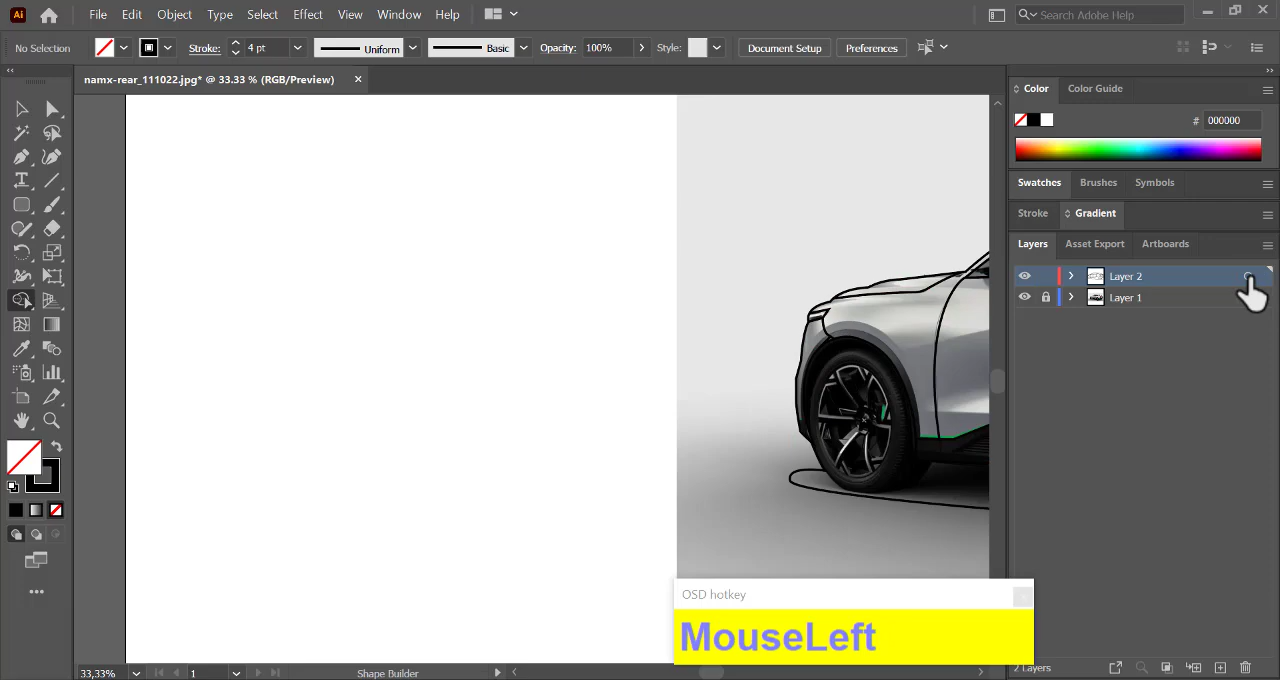 Ai File Edit Object Type Select Effect View Window Help Search Adobe Help
No Selection Stroke: 4 pt Uniform Basic Opacity: 100% Style: Document Setup Preferences
namx-rear_111022.jpg* @ 33.33 % (RGB/Preview)
Color Color Guide
# 000000
Swatches Brushes Symbols
Stroke Gradient
Layers Asset Export Artboards
Layer 2
Layer 1
OSD hotkey
MouseLeft
33,33% 1 Shape Builder 2 Layers